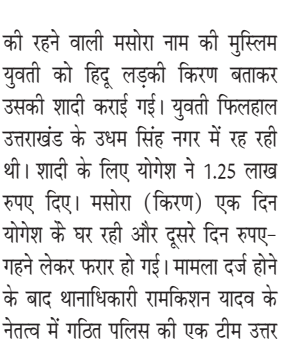 की रहने वाली मसोरा नाम की मुस्लिम
युवती को हिदू लड़की किरण बताकर
उसकी शादी कराई गई। युवती फिलहाल
उत्तराखंड के उधम सिंह नगर में रह रही
थी। शादी के लिए योगेश ने 1.25 लाख
रुपए दिए। मसोरा (किरण) एक दिन
योगेश के घर रही और दूसरे दिन रुपए-
गहने लेकर फरार हो गई। मामला दर्ज होने
के बाद थानाधिकारी रामकिशन यादव के
नेतृत्व में गठित पुलिस की एक टीम उत्तर